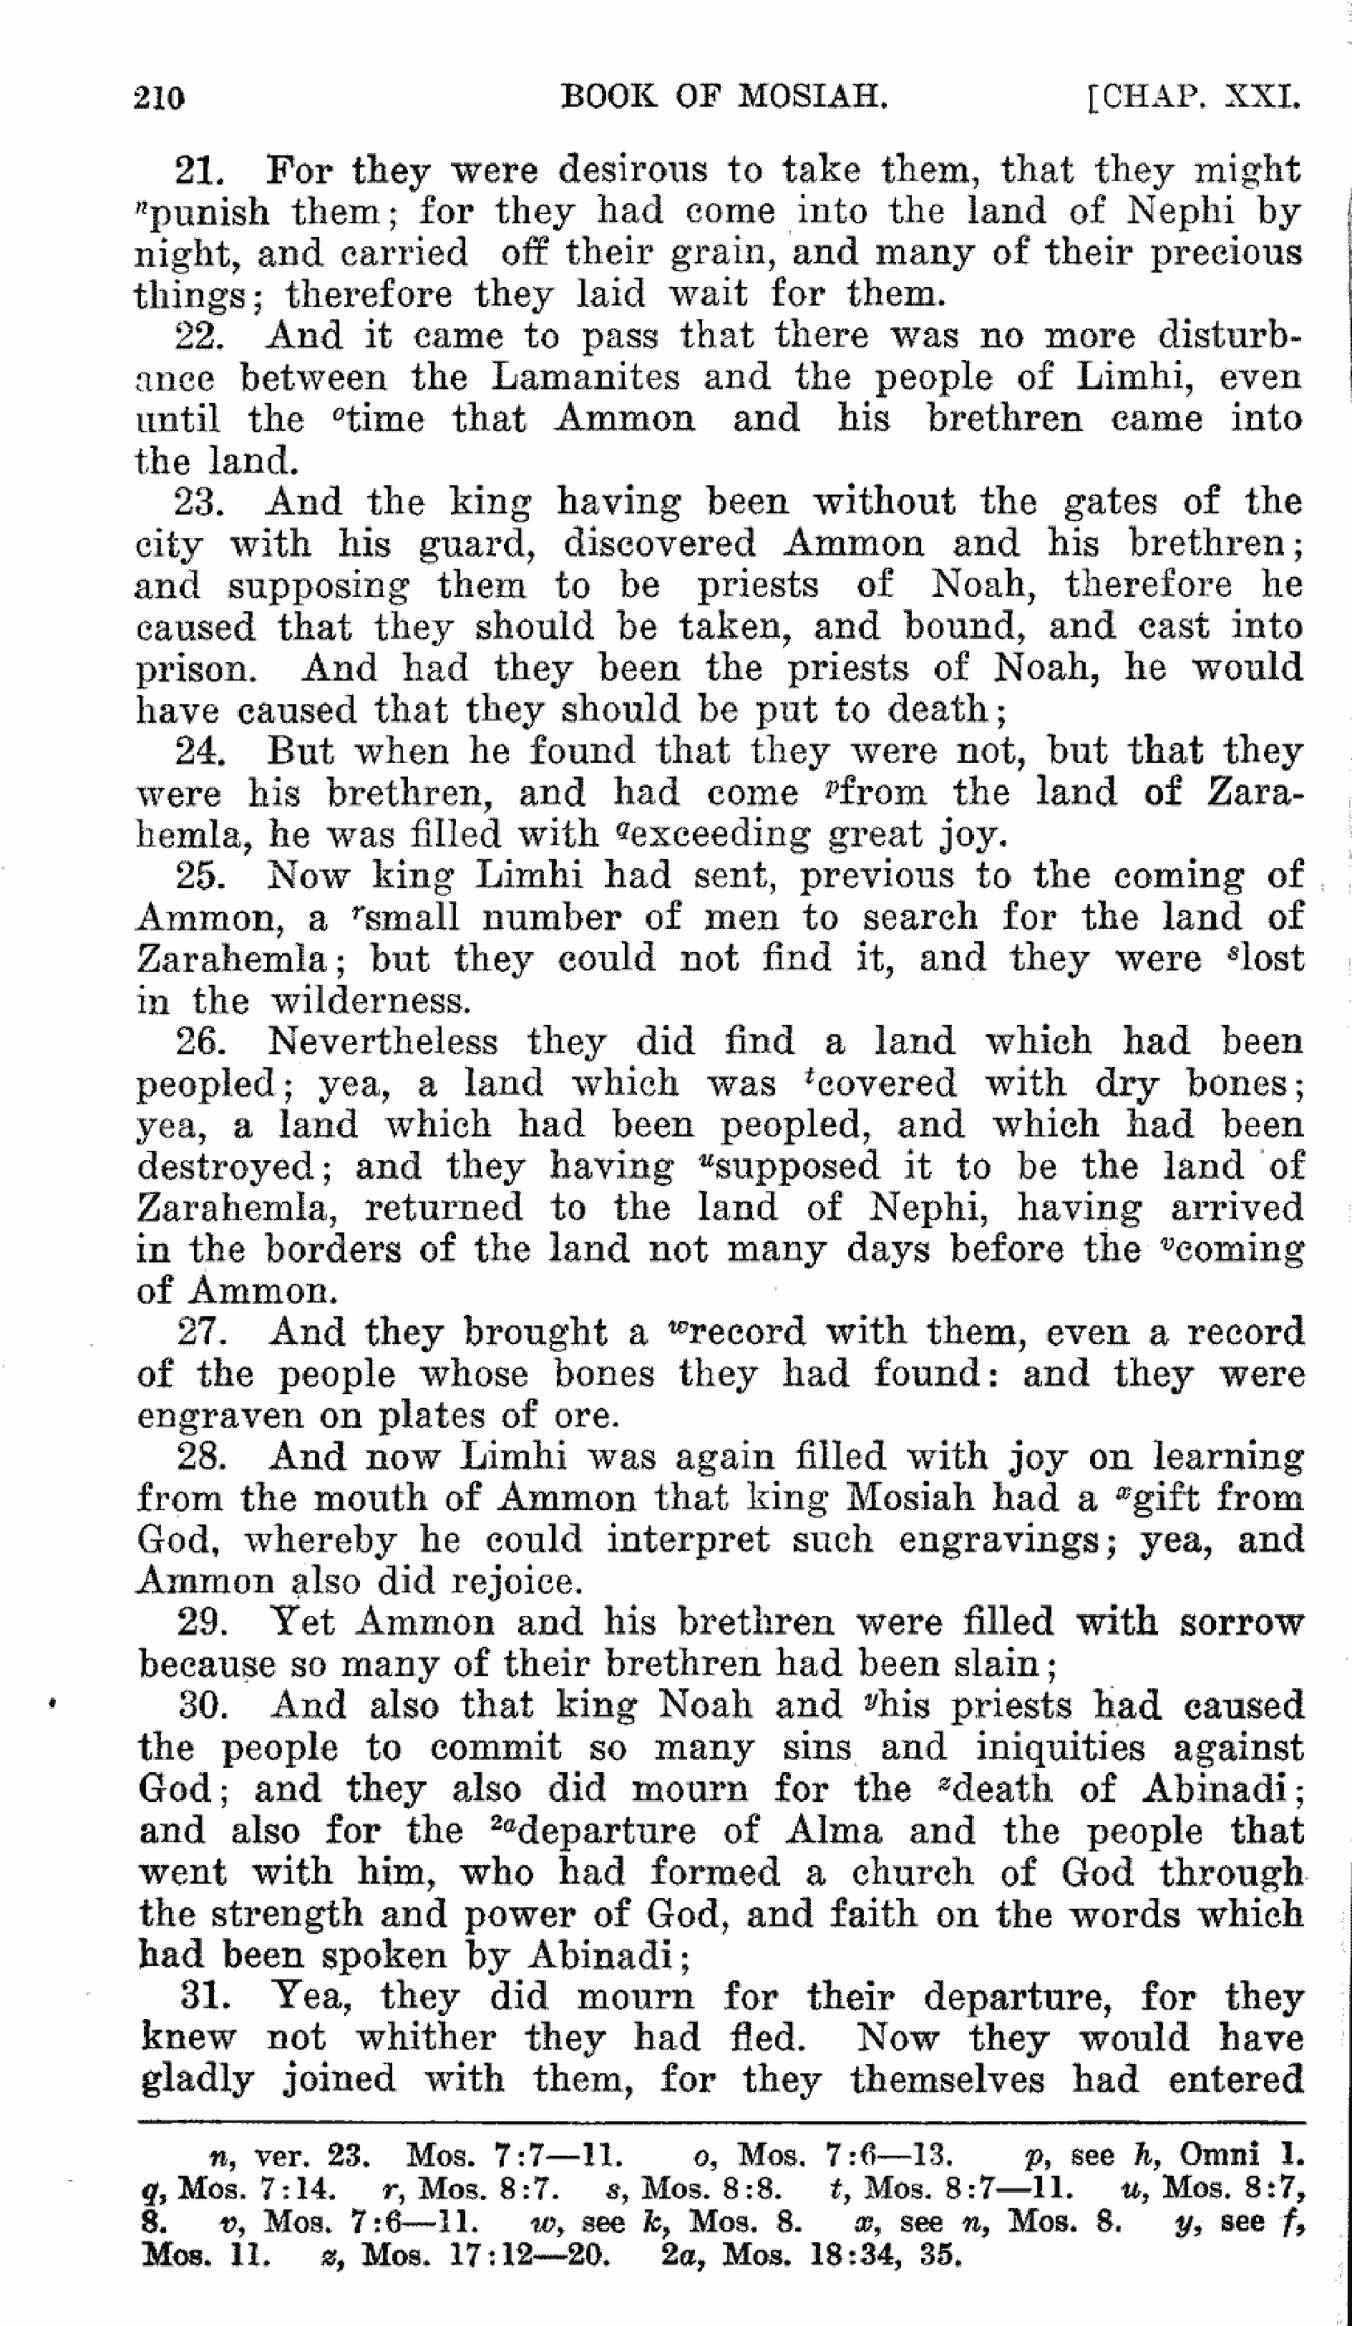 210 BOOK OF MOSIAH. [CHAP. XXI.
21. For they were desirous to take them, that they might
ⁿpunish them; for they had come into the land of Nephi by
night, and carried off their grain, and many of their precious
things; therefore they laid wait for them.
22. And it came to pass that there was no more disturb-
ance between the Lamanites and the people of Limhi, even
until the ᵒtime that Ammon and his brethren came into
the land.
23. And the king having been without the gates of the
city with his guard, discovered Ammon and his brethren;
and supposing them to be priests of Noah, therefore he
caused that they should be taken, and bound, and cast into
prison. And had they been the priests of Noah, he would
have caused that they should be put to death;
24. But when he found that they were not, but that they
were his brethren, and had come ᵖfrom the land of Zara-
hemla, he was filled with qexceeding great joy.
25. Now king Limhi had sent, previous to the coming of
Ammon, a ʳsmall number of men to search for the land of
Zarahemla; but they could not find it, and they were ˢlost
in the wilderness.
26. Nevertheless they did find a land which had been
peopled; yea, a land which was ᵗcovered with dry bones;
yea, a land which had been peopled, and which had been
destroyed; and they having ᵘsupposed it to be the land of
Zarahemla, returned to the land of Nephi, having arrived
in the borders of the land not many days before the ᵛcoming
of Ammon.
27. And they brought a ʷrecord with them, even a record
of the people whose bones they had found: and they were
engraven on plates of ore.
28. And now Limhi was again filled with joy on learning
from the mouth of Ammon that king Mosiah had a ˣgift from
God, whereby he could interpret such engravings; yea, and
Ammon also did rejoice.
29. Yet Ammon and his brethren were filled with sorrow
because so many of their brethren had been slain;
30. And also that king Noah and ʸhis priests had caused
the people to commit so many sins and iniquities against
God; and they also did mourn for the ᶻdeath of Abinadi;
and also for the ²ᵃdeparture of Alma and the people that
went with him, who had formed a church of God through
the strength and power of God, and faith on the words which
had been spoken by Abinadi;
31. Yea, they did mourn for their departure, for they
knew not whither they had fled. Now they would have
gladly joined with them, for they themselves had entered
n, ver. 23. Mos. 7:7—11. o, Mos. 7:6—13. p, see h, Omni 1.
q, Mos. 7:14. r, Mos. 8:7. s, Mos. 8:8. t, Mos. 8:7—11. u, Mos. 8:7,
8. v, Mos. 7:6—11. w, see k, Mos. 8. x, see n, Mos. 8. y, see f,
Mos. 11. z, Mos. 17:12—20. 2a, Mos. 18:34, 35.